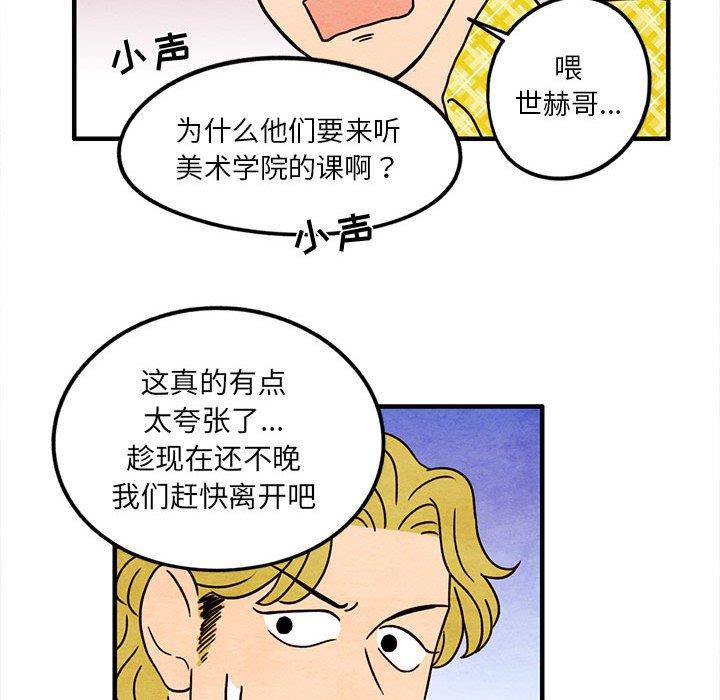 喂
世赫哥...
小声
为什么他们要来听
美术学院的课啊？
小声
这真的有点
太夸张了...
趁现在还不晚
我们赶快离开吧